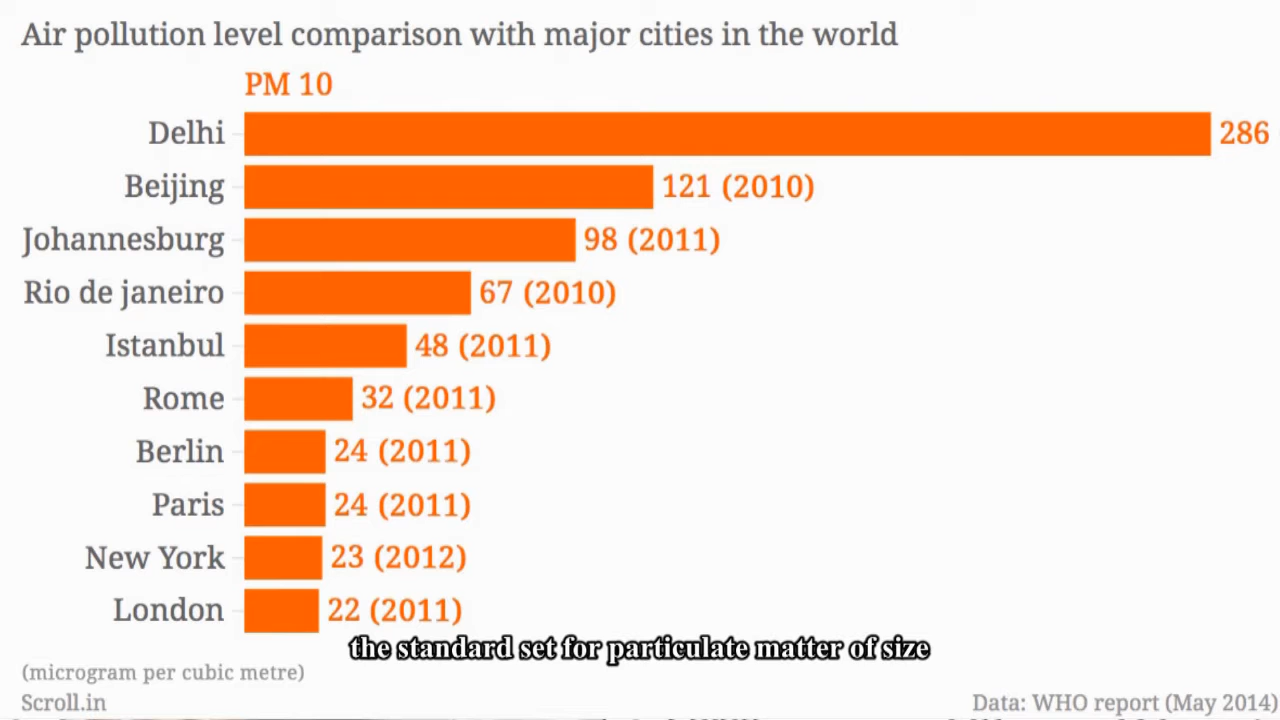 Air pollution level comparison with major cities in the world
PM 10
Delhi 286
Beijing 121 (2010)
Johannesburg 98 (2011)
Rio de janeiro 67 (2010)
Istanbul 48 (2011)
Rome 32 (2011)
Berlin 24 (2011)
Paris 24 (2011)
New York 23 (2012)
London 22 (2011)
the standard set for particulate matter of size
(microgram per cubic metre)
Scroll.in Data: WHO report (May 2014)